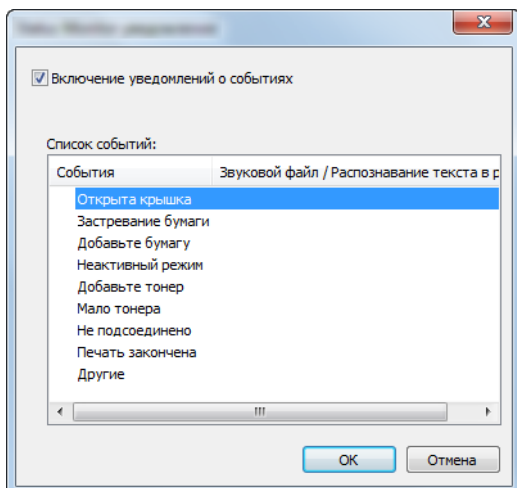 Включение уведомлений о событиях
Список событий:
События Звуковой файл / Распознавание текста в р
Открыта крышка
Застревание бумаги
Добавьте бумагу
Неактивный режим
Добавьте тонер
Мало тонера
Не подсоединено
Печать закончена
Другие
OK Отмена